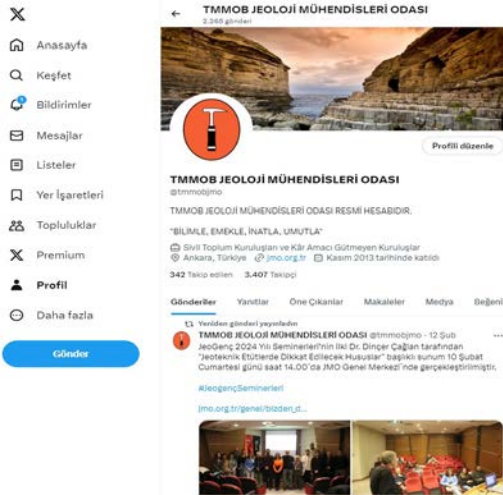 Anasayfa
Keşfet
Bildirimler
Mesajlar
Listeler
Yer İşaretleri
Topluluklar
Premium
Profil
Daha fazla
Gönder
TMMOB JEOLOJİ MÜHENDİSLERİ ODASI
2.268 gönderi
Profili düzenle
TMMOB JEOLOJİ MÜHENDİSLERİ ODASI
@tmmobjmo
TMMOB JEOLOJİ MÜHENDİSLERİ ODASI RESMİ HESABIDIR.
"BİLİMLE, EMEKLE, İNATLA, UMUTLA"
Sivil Toplum Kuruluşları ve Kâr Amacı Gütmeyen Kuruluşlar
Ankara, Türkiye jmo.org.tr Kasım 2013 tarihinde katıldı
342 Takip edilen 3.407 Takipçi
Gönderiler Yanıtlar Öne Çıkanlar Makaleler Medya Beğeni
Yeniden gönderi yayınladın
TMMOB JEOLOJİ MÜHENDİSLERİ ODASI @tmmobjmo · 12 Şub
JeoGenç 2024 Yılı Seminerleri'nin ilki Dr. Dinçer Çağlan tarafından
"Jeoteknik Etütlerde Dikkat Edilecek Hususlar" başlıklı sunum 10 Şubat
Cumartesi günü saat 14.00'da JMO Genel Merkezi'nde gerçekleştirilmiştir.
#JeogençSeminerleri
jmo.org.tr/genel/bizden_d...